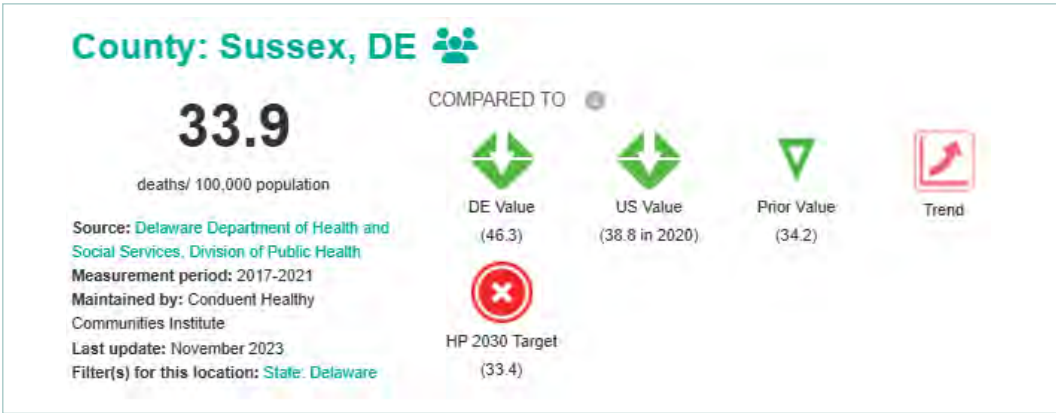 County: Sussex, DE
33.9
deaths/ 100,000 population
Source: Delaware Department of Health and
Social Services, Division of Public Health
Measurement period: 2017-2021
Maintained by: Conduent Healthy
Communities Institute
Last update: November 2023
Filter(s) for this location: State: Delaware
COMPARED TO
DE Value
(46.3)
US Value
(38.8 in 2020)
Prior Value
(34.2)
Trend
HP 2030 Target
(33.4)